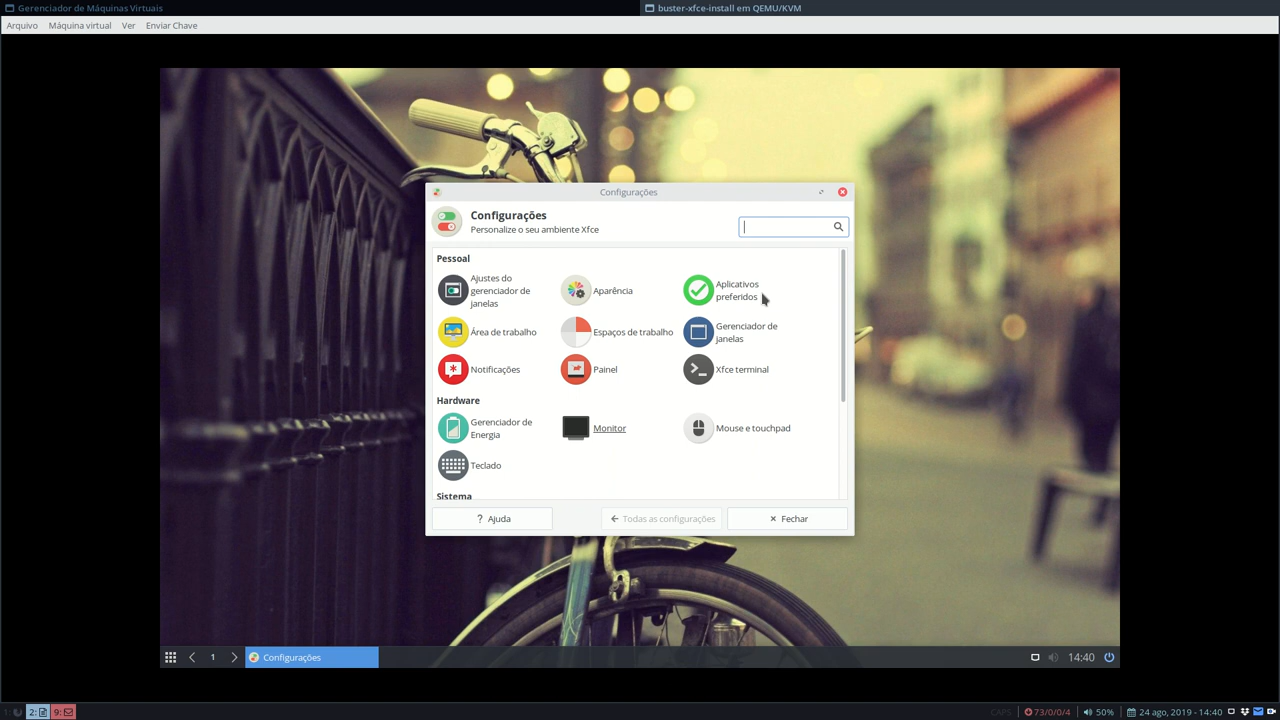 Gerenciador de Máquinas Virtuais
buster-xfce-install em QEMU/KVM
Arquivo
Máquina virtual
Ver
Enviar Chave
Configurações
Configurações
Personalize o seu ambiente Xfce
Pessoal
Ajustes do
gerenciador de
janelas
Aparência
Aplicativos
preferidos
Área de trabalho
Espaços de trabalho
Gerenciador de
janelas
Notificações
Painel
Xfce terminal
Hardware
Gerenciador de
Energia
Monitor
Mouse e touchpad
Teclado
Sistema
? Ajuda
Todas as configurações
Fechar
1
Configurações
14:40
1:
2:
9:
CAPS
73/0/0/4
50%
24 ago, 2019 - 14:40